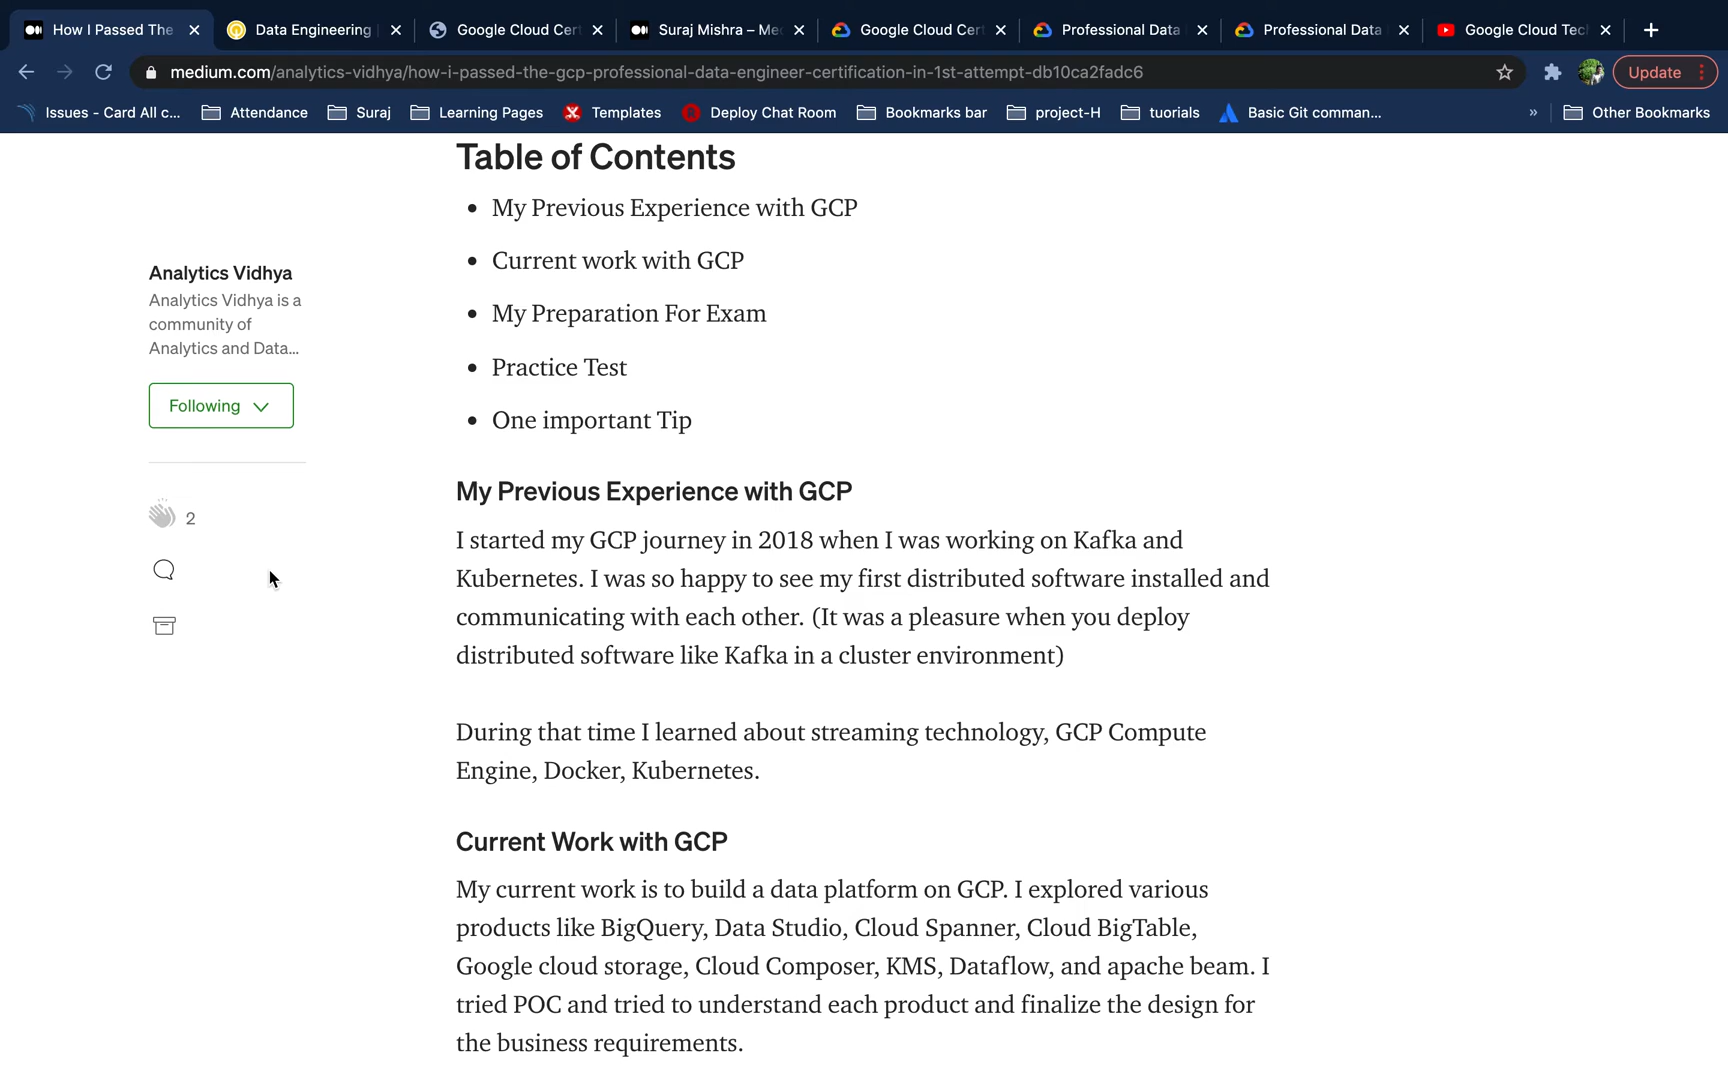 How I Passed The
Data Engineering
Google Cloud Cert
Suraj Mishra – Me
Google Cloud Cert
Professional Data
Professional Data
Google Cloud Tec
medium.com/analytics-vidhya/how-i-passed-the-gcp-professional-data-engineer-certification-in-1st-attempt-db10ca2fadc6
Update
Issues - Card All c...
Attendance
Suraj
Learning Pages
Templates
Deploy Chat Room
Bookmarks bar
project-H
tuorials
Basic Git comman...
»
Other Bookmarks
Table of Contents
• My Previous Experience with GCP
• Current work with GCP
• My Preparation For Exam
• Practice Test
• One important Tip
Analytics Vidhya
Analytics Vidhya is a
community of
Analytics and Data...
Following
2
My Previous Experience with GCP
I started my GCP journey in 2018 when I was working on Kafka and
Kubernetes. I was so happy to see my first distributed software installed and
communicating with each other. (It was a pleasure when you deploy
distributed software like Kafka in a cluster environment)
During that time I learned about streaming technology, GCP Compute
Engine, Docker, Kubernetes.
Current Work with GCP
My current work is to build a data platform on GCP. I explored various
products like BigQuery, Data Studio, Cloud Spanner, Cloud BigTable,
Google cloud storage, Cloud Composer, KMS, Dataflow, and apache beam. I
tried POC and tried to understand each product and finalize the design for
the business requirements.